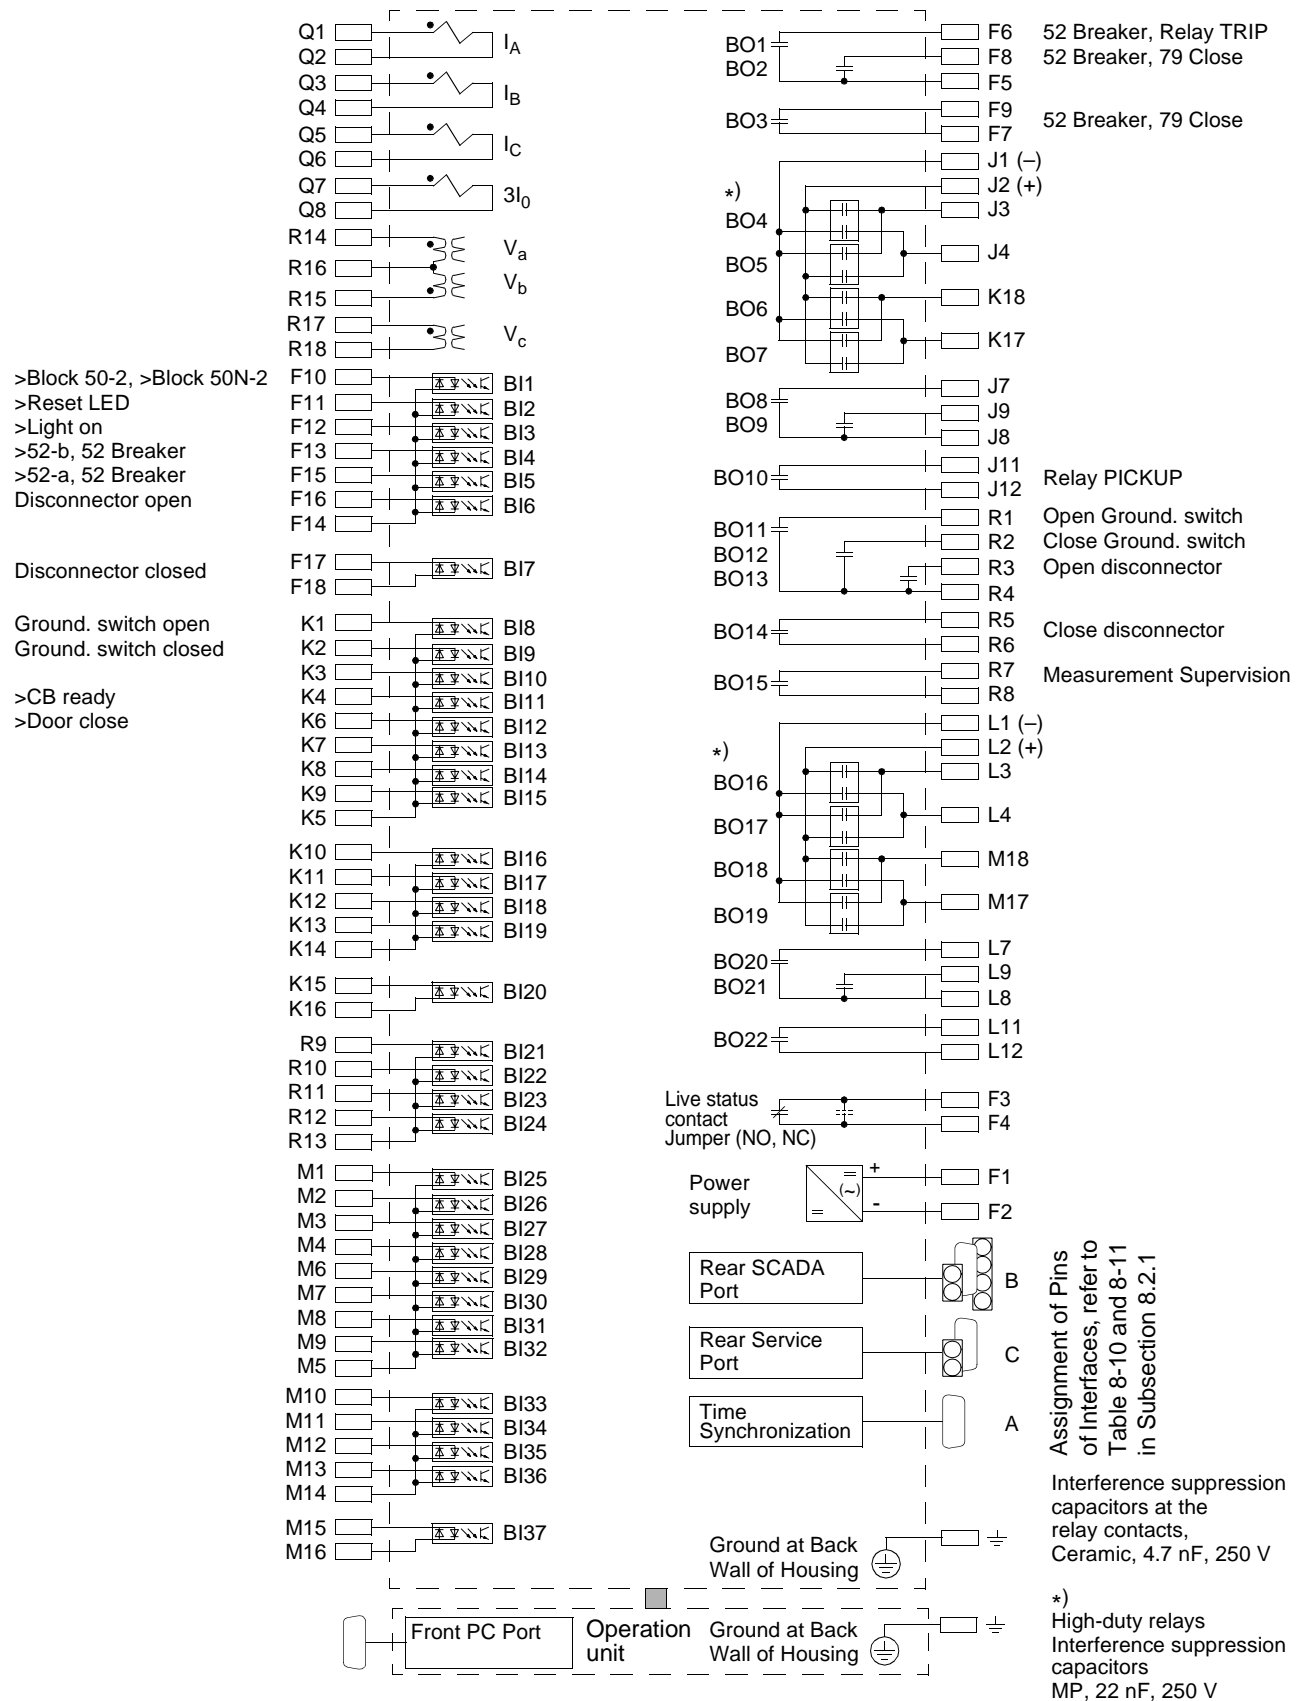 Q1
Q2
Q3
Q4
Q5
Q6
Q7
Q8
I_A
I_B
I_C
3I_0
R14
R16
R15
R17
R18
V_a
V_b
V_c
>Block 50-2, >Block 50N-2 F10 BI1
>Reset LED F11 BI2
>Light on F12 BI3
>52-b, 52 Breaker F13 BI4
>52-a, 52 Breaker F15 BI5
Disconnector open F16 BI6
F14
F17
Disconnector closed BI7
F18
Ground. switch open K1 BI8
Ground. switch closed K2 BI9
K3 BI10
>CB ready K4 BI11
>Door close K6 BI12
K7 BI13
K8 BI14
K9 BI15
K5
K10 BI16
K11 BI17
K12 BI18
K13 BI19
K14
K15 BI20
K16
R9 BI21
R10 BI22
R11 BI23
R12 BI24
R13
M1 BI25
M2 BI26
M3 BI27
M4 BI28
M6 BI29
M7 BI30
M8 BI31
M9 BI32
M5
M10 BI33
M11 BI34
M12 BI35
M13 BI36
M14
M15 BI37
M16
BO1 F6 52 Breaker, Relay TRIP
BO2 F8 52 Breaker, 79 Close
F5
BO3 F9
F7 52 Breaker, 79 Close
J1 (–)
J2 (+)
*)
BO4 J3
BO5 J4
BO6 K18
BO7 K17
BO8 J7
BO9 J9
J8
BO10 J11
J12 Relay PICKUP
BO11 R1 Open Ground. switch
BO12 R2 Close Ground. switch
BO13 R3 Open disconnector
R4
BO14 R5
R6 Close disconnector
BO15 R7 Measurement Supervision
R8
L1 (–)
L2 (+)
*)
BO16 L3
BO17 L4
BO18 M18
BO19 M17
BO20 L7
BO21 L9
L8
BO22 L11
L12
Live status
contact
Jumper (NO, NC)
F3
F4
Power
supply
(~)
+
-
F1
F2
Rear SCADA
Port
B
Rear Service
Port
C
Time
Synchronization
A
Assignment of Pins
of Interfaces, refer to
Table 8-10 and 8-11
in Subsection 8.2.1
Interference suppression
capacitors at the
relay contacts,
Ceramic, 4.7 nF, 250 V
Ground at Back
Wall of Housing
Front PC Port
Operation
unit
Ground at Back
Wall of Housing
*)
High-duty relays
Interference suppression
capacitors
MP, 22 nF, 250 V